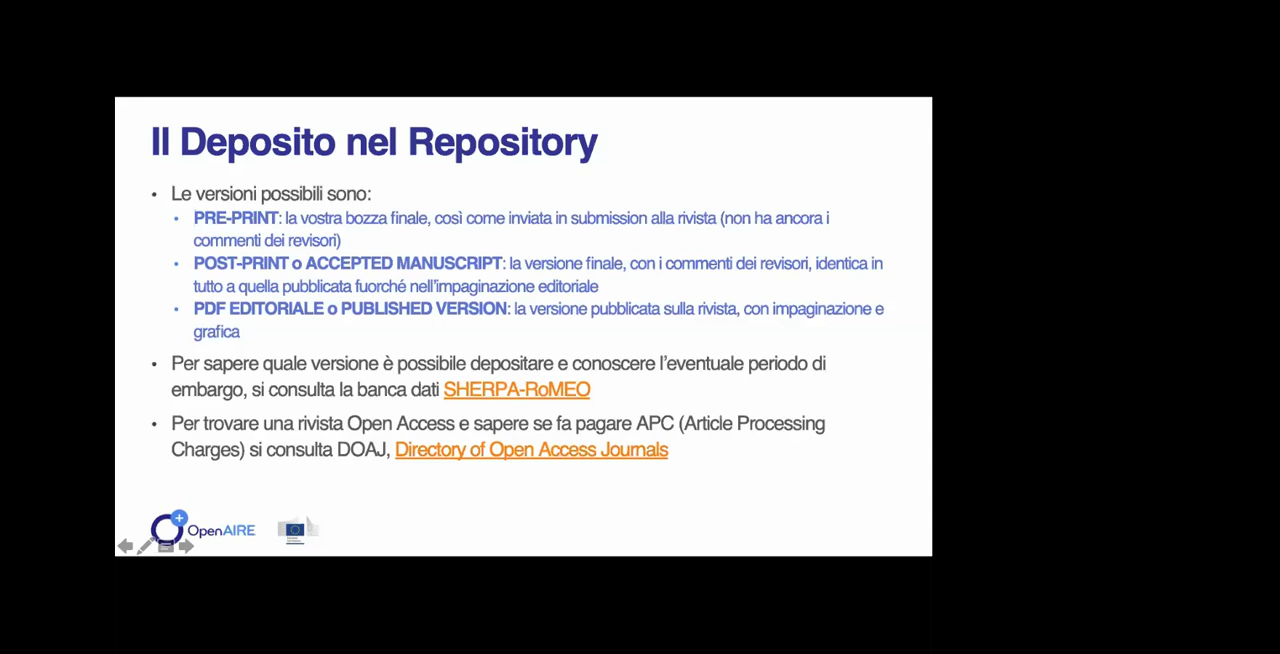 Il Deposito nel Repository
• Le versioni possibili sono:
• PRE-PRINT: la vostra bozza finale, così come inviata in submission alla rivista (non ha ancora i
commenti dei revisori)
• POST-PRINT o ACCEPTED MANUSCRIPT: la versione finale, con i commenti dei revisori, identica in
tutto a quella pubblicata fuorché nell'impaginazione editoriale
• PDF EDITORIALE o PUBLISHED VERSION: la versione pubblicata sulla rivista, con impaginazione e
grafica
• Per sapere quale versione è possibile depositare e conoscere l'eventuale periodo di
embargo, si consulta la banca dati SHERPA-RoMEO
• Per trovare una rivista Open Access e sapere se fa pagare APC (Article Processing
Charges) si consulta DOAJ, Directory of Open Access Journals
OpenAIRE